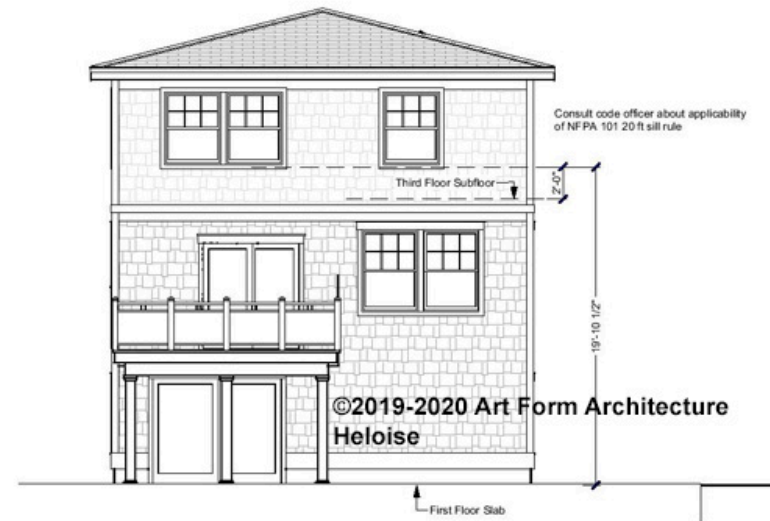 Consult code officer about applicability
of NFPA 101 20 ft sill rule
Third Floor Subfloor
2'-0"
19'-10 1/2"
©2019-2020 Art Form Architecture
Heloise
First Floor Slab